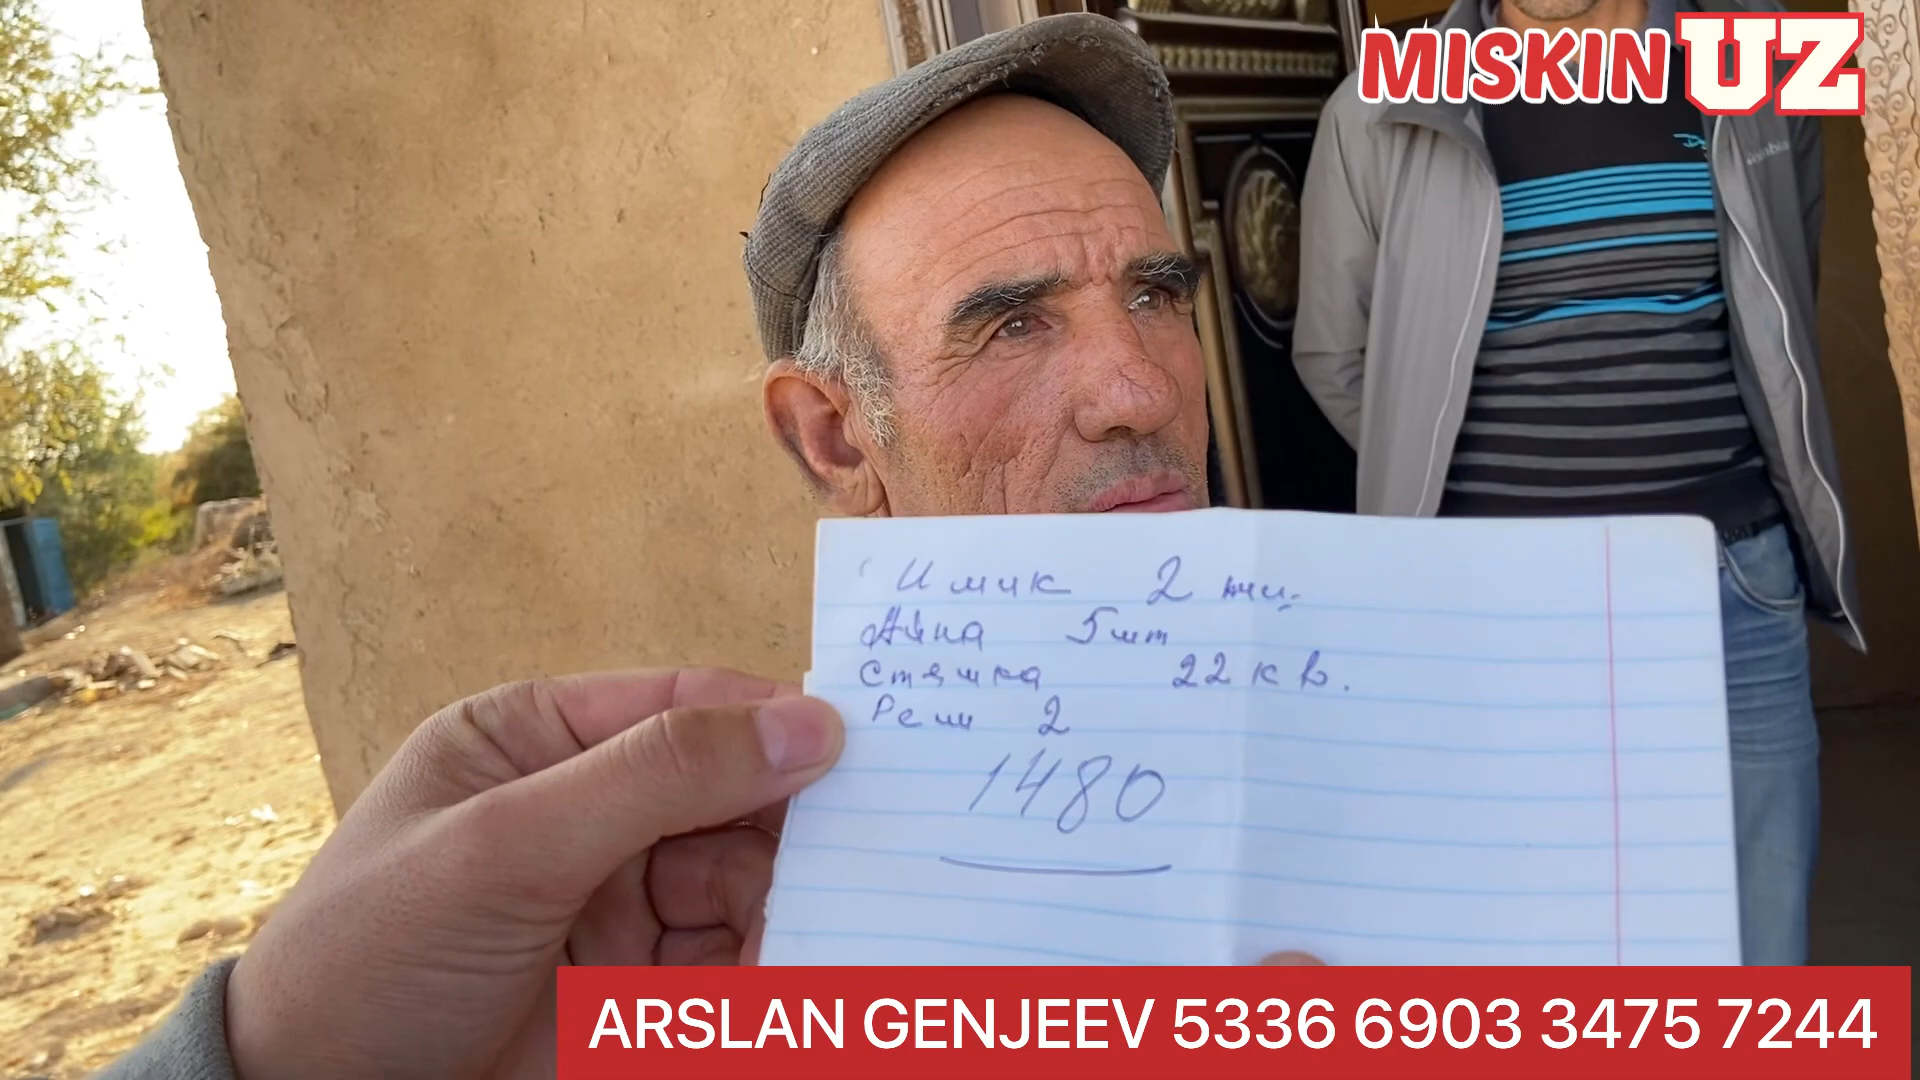 MISKIN UZ
Имик 2 шт.
Айна 5шт
Стяшка 22 кв.
Реш 2
1480
ARSLAN GENJEEV 5336 6903 3475 7244